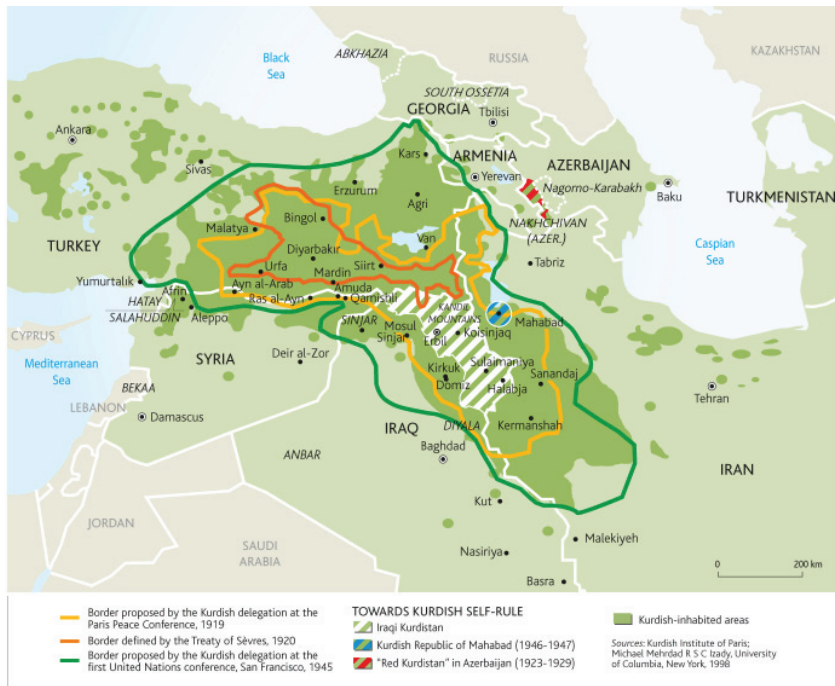 Black
Sea
ABKHAZIA
RUSSIA
KAZAKHSTAN
SOUTH OSSETIA
GEORGIA
Tbilisi
Ankara
Sivas
Kars
ARMENIA
Yerevan
AZERBAIJAN
Nagorno-Karabakh
Baku
TURKMENISTAN
Erzurum
Agri
NAKHCHIVAN
(AZER.)
Bingol
Malatya
TURKEY
Van
Caspian
Sea
Diyarbakır
Siirt
Tabriz
Urfa
Mardin
Yumurtalık
Afrin
Ayn al-Arab
Amuda
Ras al-Ayn
Qamistili
HATAY
SALAHUDDIN
Aleppo
KANDIL
MOUNTAINS
Mahabad
SINJAR
Koisinjaq
CYPRUS
Mosul
Sinjar
Erbil
SYRIA
Deir al-Zor
Mediterranean
Sea
Sulaimaniya
Kirkuk
Domiz
Halabja
Sanandaj
Tehran
BEKAA
LEBANON
Damascus
DIYALA
Kermanshah
IRAQ
Baghdad
ANBAR
IRAN
Kut
JORDAN
SAUDI
ARABIA
Malekiyeh
Nasiriya
Basra
0 200 km
Border proposed by the Kurdish delegation at the
Paris Peace Conference, 1919
Border defined by the Treaty of Sèvres, 1920
Border proposed by the Kurdish delegation at the
first United Nations conference, San Francisco, 1945
TOWARDS KURDISH SELF-RULE
Iraqi Kurdistan
Kurdish Republic of Mahabad (1946-1947)
"Red Kurdistan" in Azerbaijan (1923-1929)
Kurdish-inhabited areas
Sources: Kurdish Institute of Paris;
Michael Mehrdad R S C Izady, University
of Columbia, New York, 1998